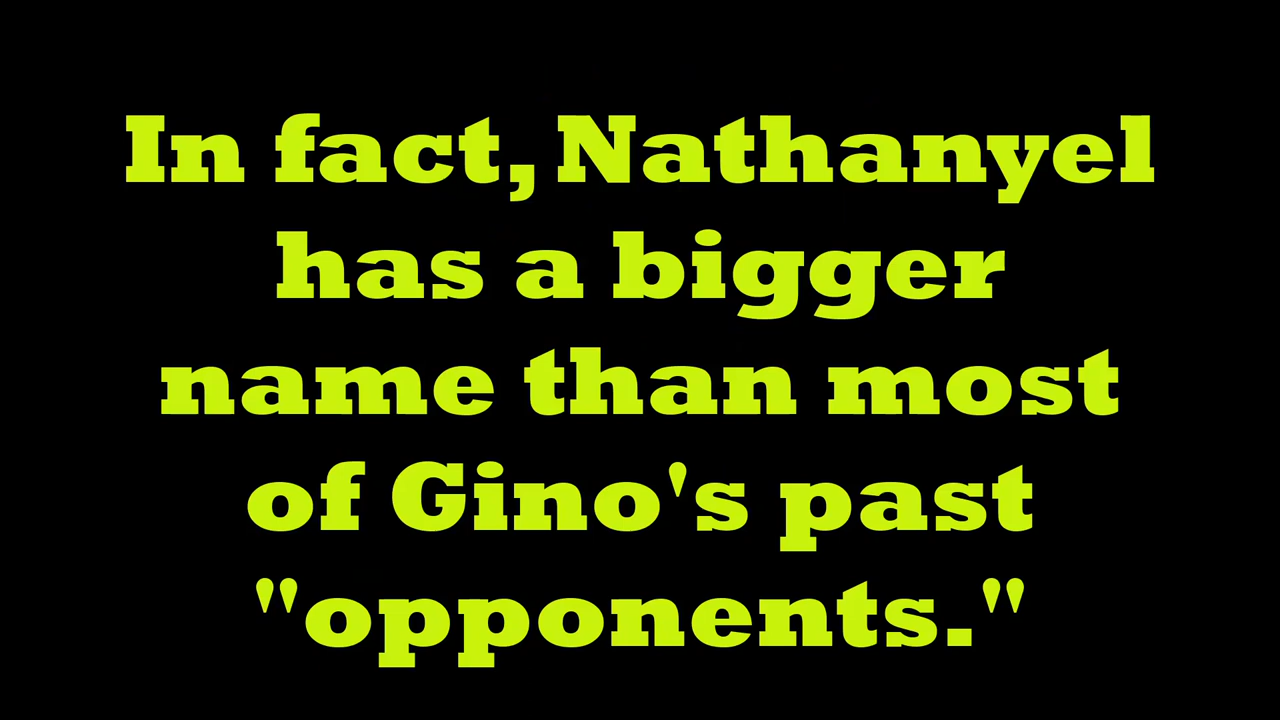 In fact, Nathanyel
has a bigger
name than most
of Gino's past
"opponents."